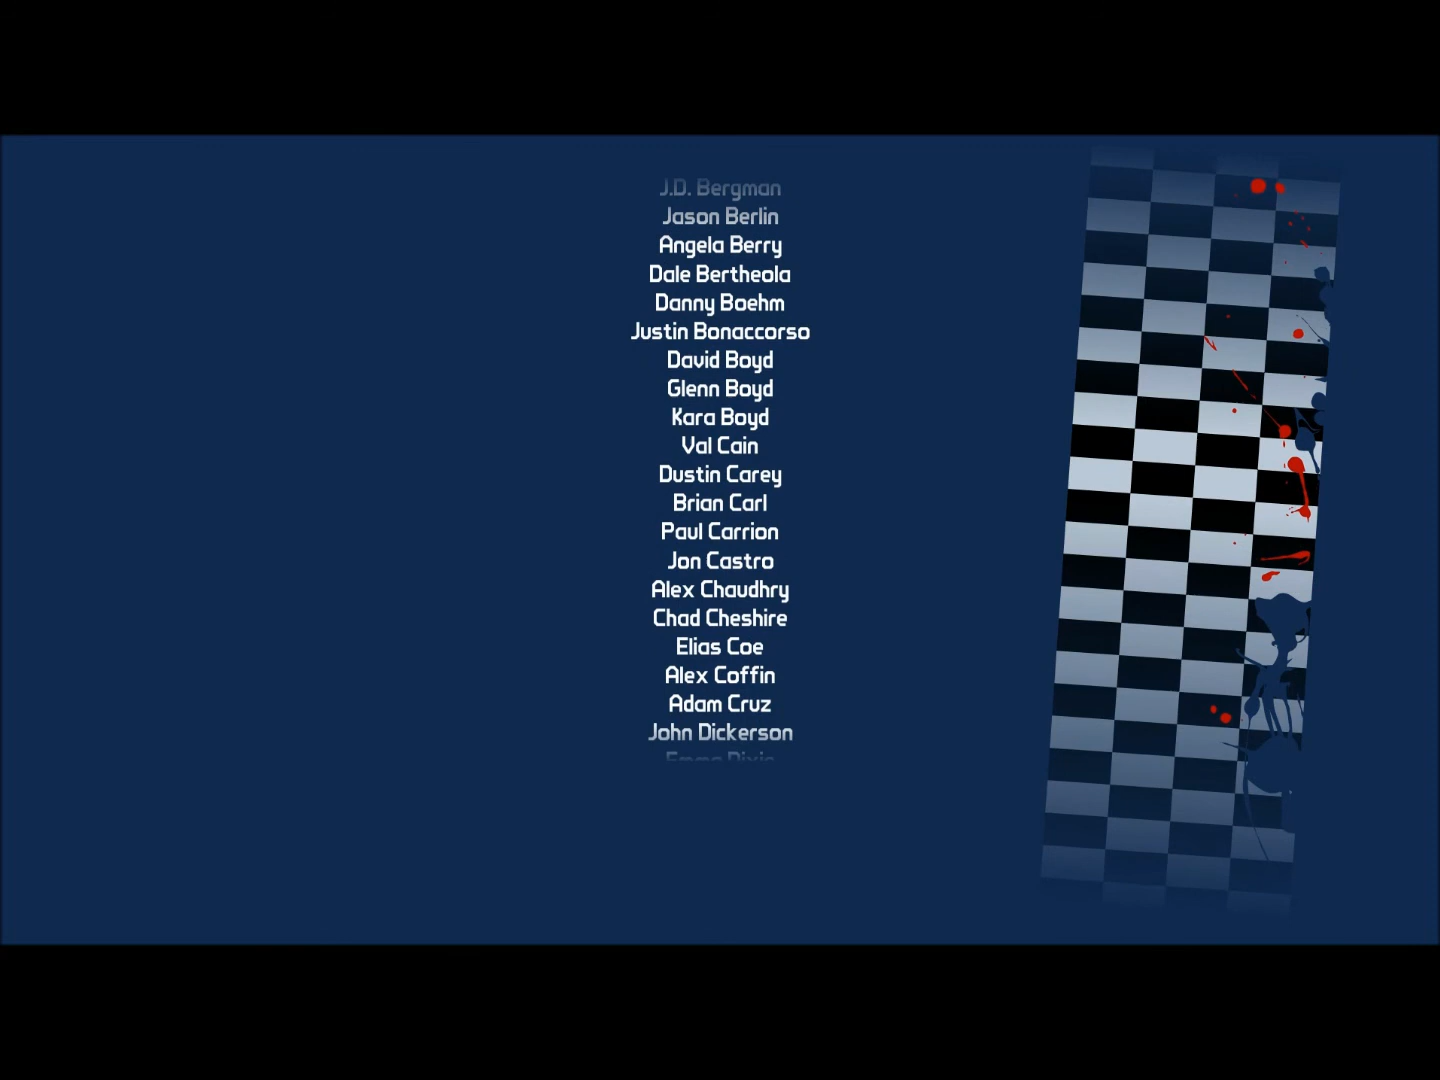 J.D. Bergman
Jason Berlin
Angela Berry
Dale Bertheola
Danny Boehm
Justin Bonaccorso
David Boyd
Glenn Boyd
Kara Boyd
Val Cain
Dustin Carey
Brian Carl
Paul Carrion
Jon Castro
Alex Chaudhry
Chad Cheshire
Elias Coe
Alex Coffin
Adam Cruz
John Dickerson